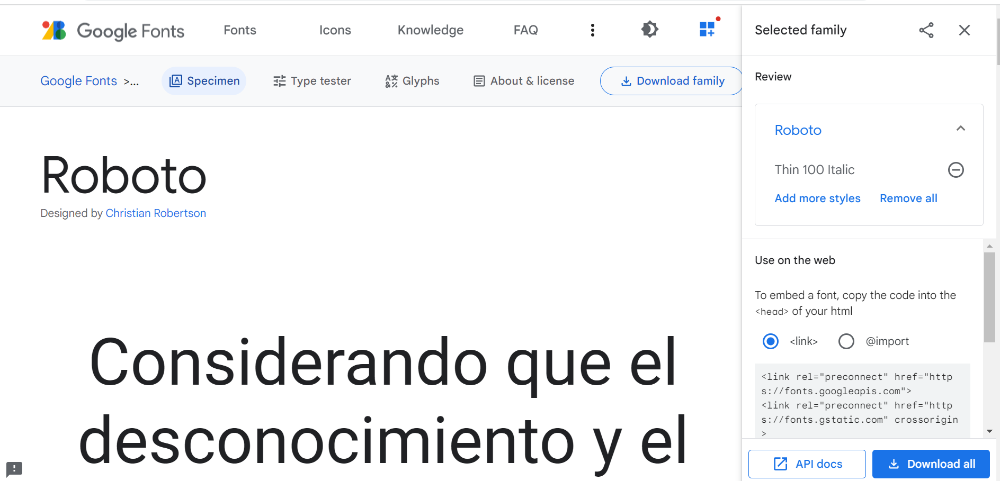 Google Fonts
Fonts
Icons
Knowledge
FAQ
Google Fonts >...
Specimen
Type tester
Glyphs
About & license
Download family
Roboto
Designed by Christian Robertson
Considerando que el
desconocimiento y el
Selected family
Review
Roboto
Thin 100 Italic
Add more styles
Remove all
Use on the web
To embed a font, copy the code into the
<head> of your html
<link>
@import
<link rel="preconnect" href="http
s://fonts.googleapis.com">
<link rel="preconnect" href="http
s://fonts.gstatic.com" crossorigin
>
API docs
Download all